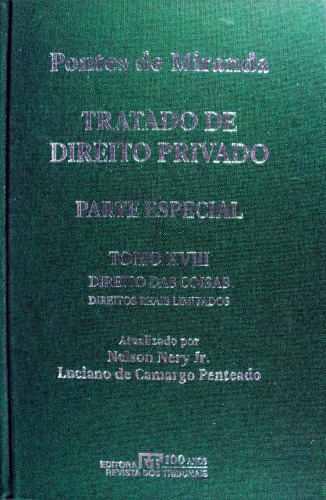 Pontes de Miranda
TRATADO DE
DIREITO PRIVADO
PARTE ESPECIAL
TOMO XVIII
DIREITO DAS COISAS
DIREITOS REAIS LIMITADOS
Atualizado por
Nelson Nery Jr.
Luciano de Camargo Penteado
EDITORA RT 100 ANOS
REVISTA DOS TRIBUNAIS